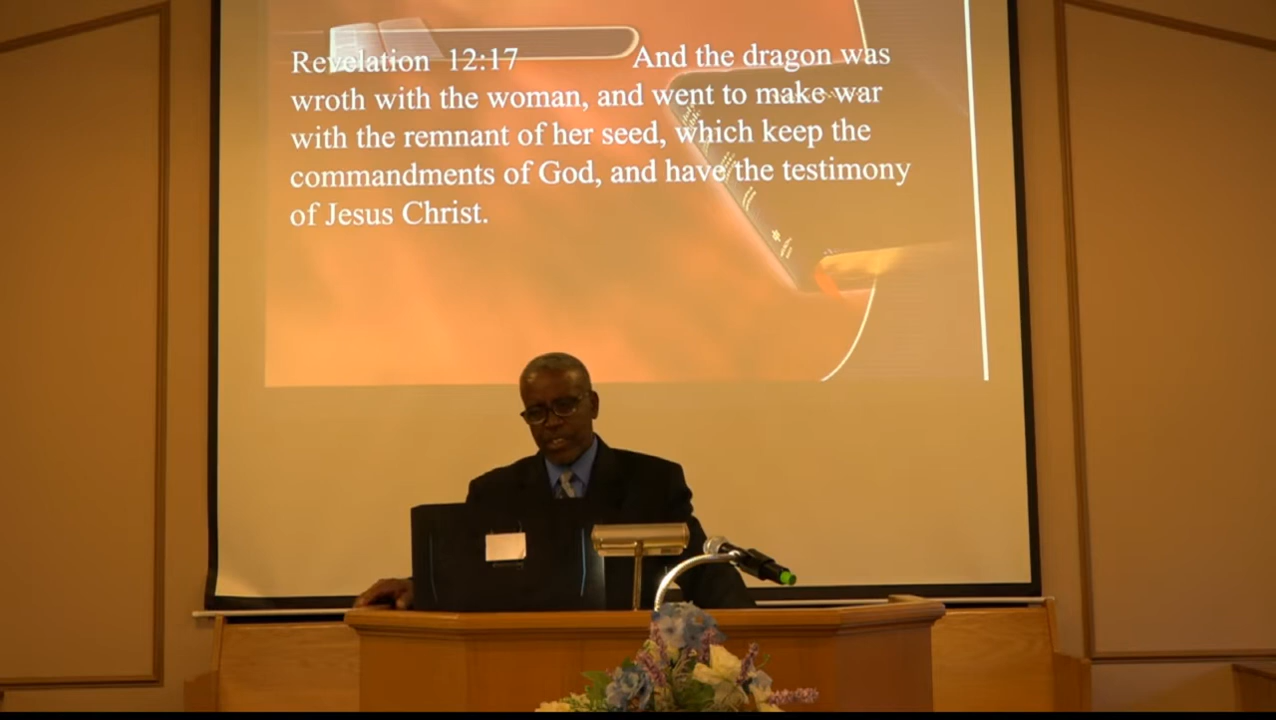 Revelation 12:17 And the dragon was
wroth with the woman, and went to make war
with the remnant of her seed, which keep the
commandments of God, and have the testimony
of Jesus Christ.